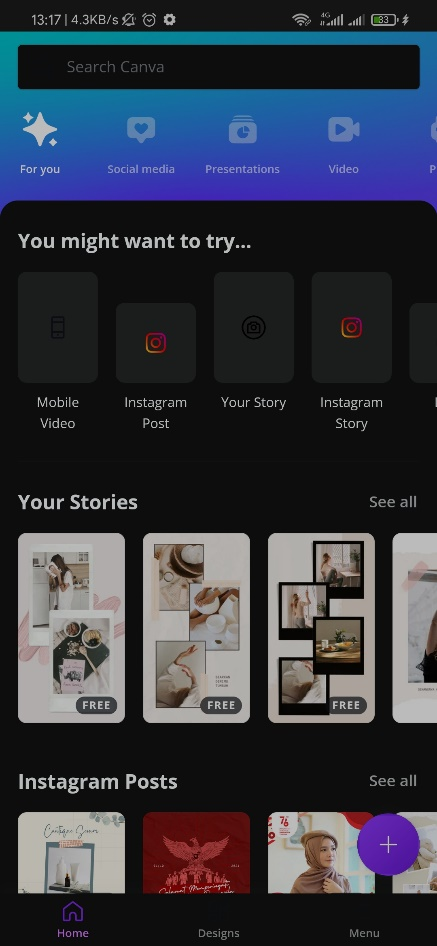 13:17 | 4.3KB/s
4G
83
Search Canva
For you
Social media
Presentations
Video
You might want to try...
Mobile Video
Instagram Post
Your Story
Instagram Story
Your Stories
See all
FREE
FREE
FREE
Instagram Posts
See all
76
Home
Designs
Menu